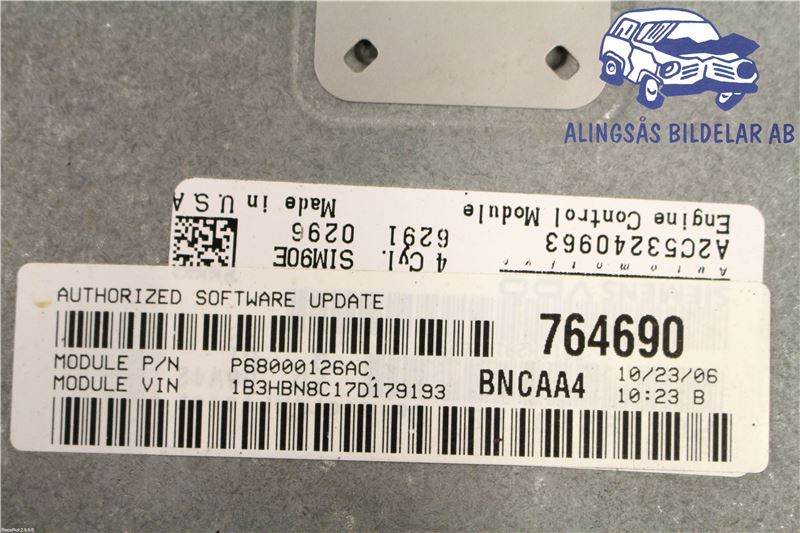 ALINGSÅS BILDELAR AB
Made in U.S.A
Engine Control Module
0296
6291
A2C53240963
SIM90E
4 Cyl.
Automotive
AUTHORIZED SOFTWARE UPDATE
764690
MODULE P/N P68000126AC,
MODULE VIN 1B3HBN8C17D179193
BNCAA4
10/23/06
10:23 B